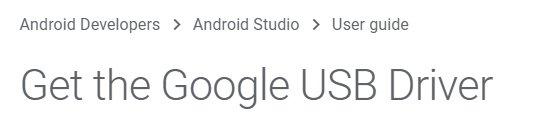 Android Developers > Android Studio > User guide
Get the Google USB Driver